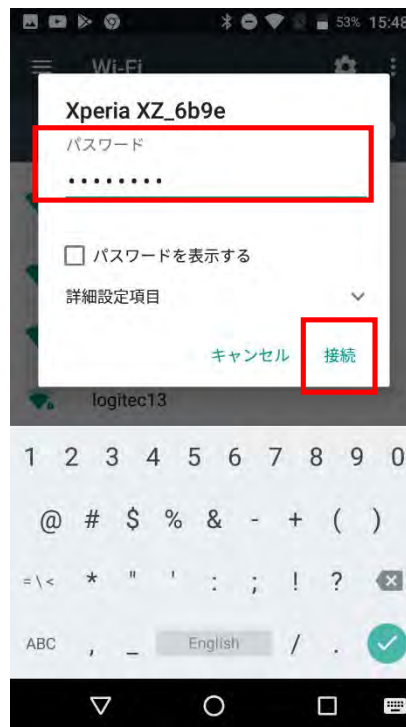 53% 15:48
Wi-Fi
Xperia XZ_6b9e
パスワード
••••••••
パスワードを表示する
詳細設定項目
キャンセル 接続
logitec13
1 2 3 4 5 6 7 8 9 0
@ # $ % & - + ( )
= \ < * " ' : ; ! ?
ABC , _ English / .